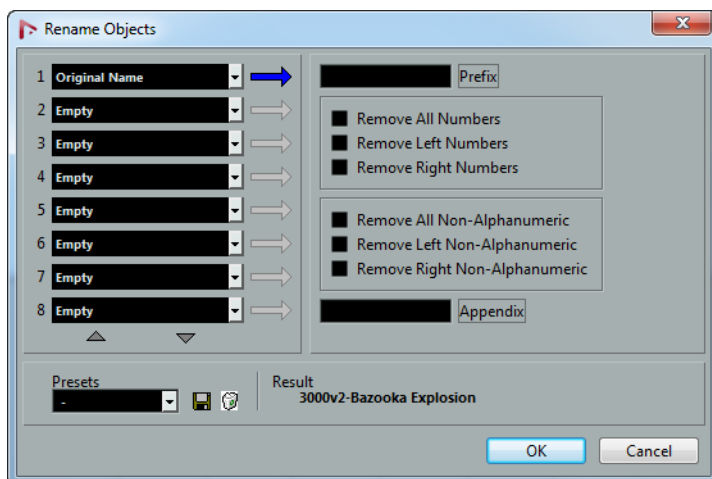 Rename Objects
1 Original Name
2 Empty
3 Empty
4 Empty
5 Empty
6 Empty
7 Empty
8 Empty
Prefix
Remove All Numbers
Remove Left Numbers
Remove Right Numbers
Remove All Non-Alphanumeric
Remove Left Non-Alphanumeric
Remove Right Non-Alphanumeric
Appendix
Presets
-
Result
3000v2-Bazooka Explosion
OK
Cancel